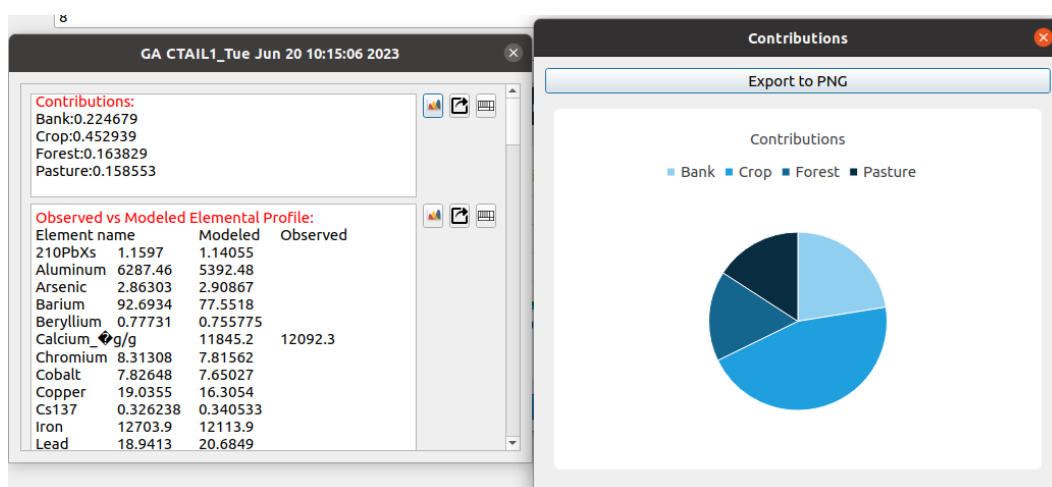 8
GA CTAIL1_Tue Jun 20 10:15:06 2023
Contributions:
Bank:0.224679
Crop:0.452939
Forest:0.163829
Pasture:0.158553
Observed vs Modeled Elemental Profile:
Element name Modeled Observed
210PbXs 1.1597 1.14055
Aluminum 6287.46 5392.48
Arsenic 2.86303 2.90867
Barium 92.6934 77.5518
Beryllium 0.77731 0.755775
Calcium_�g/g 11845.2 12092.3
Chromium 8.31308 7.81562
Cobalt 7.82648 7.65027
Copper 19.0355 16.3054
Cs137 0.326238 0.340533
Iron 12703.9 12113.9
Lead 18.9413 20.6849
Contributions
Export to PNG
Contributions
Bank Crop Forest Pasture